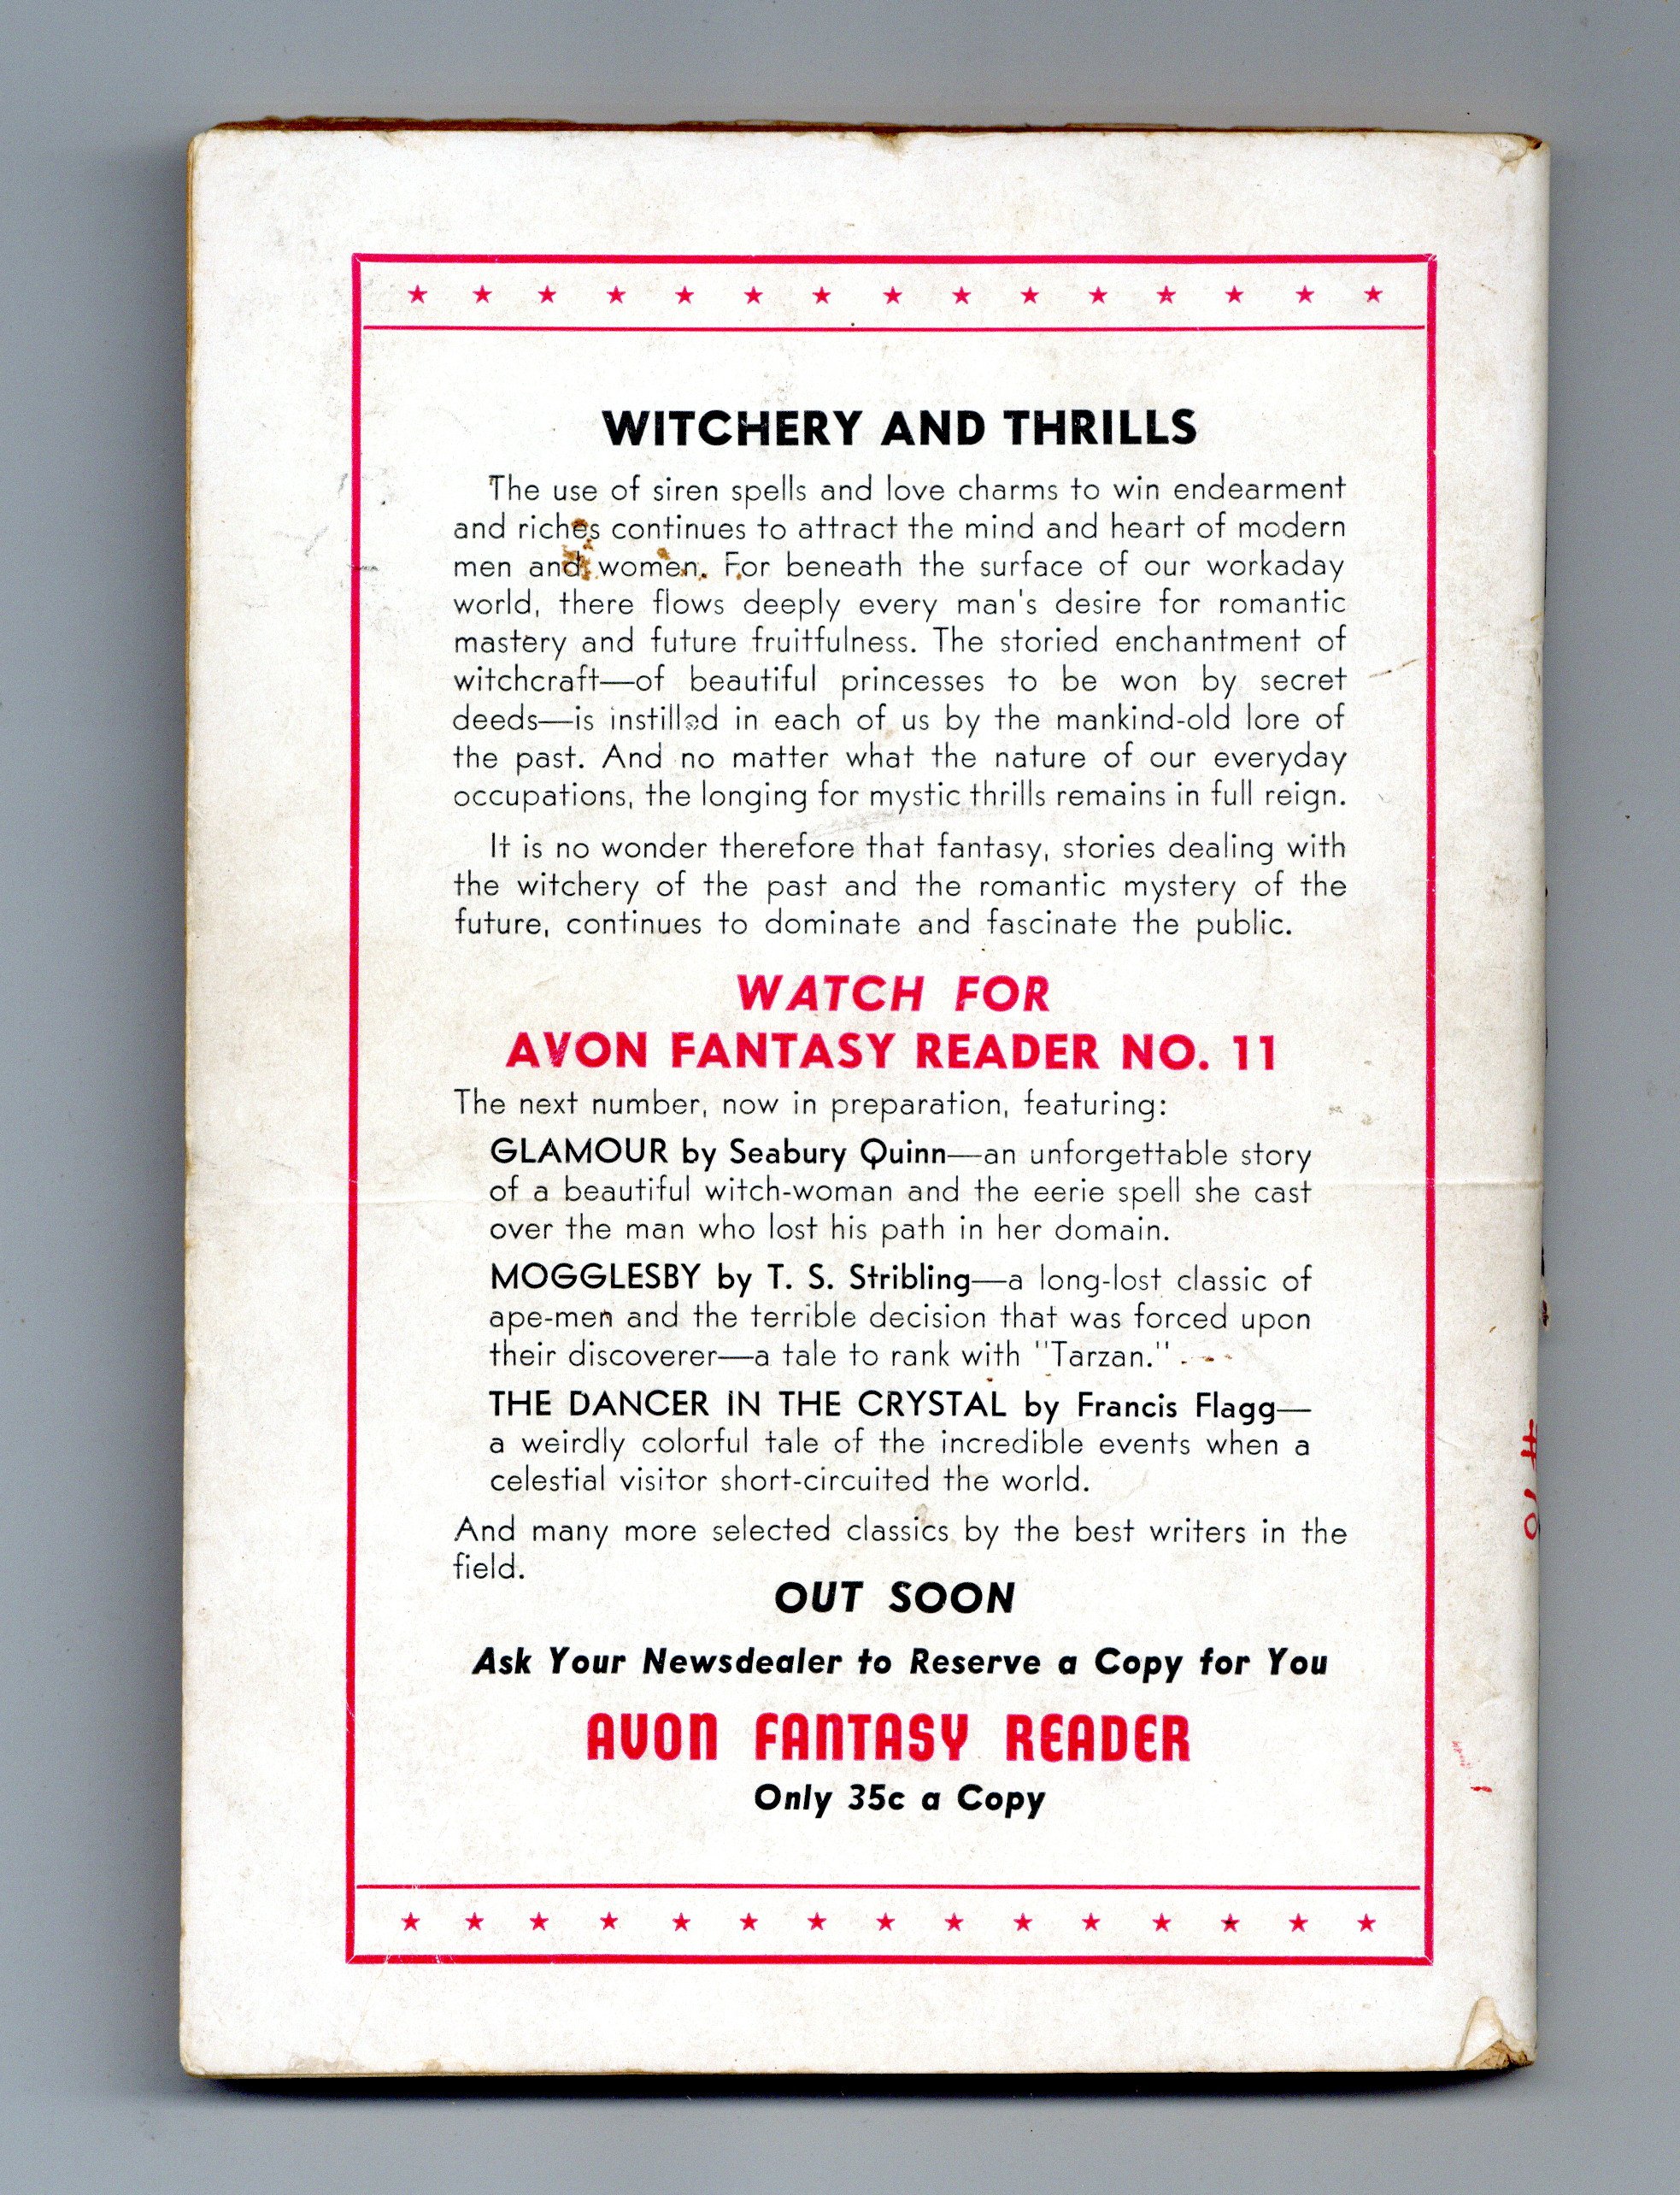 WITCHERY AND THRILLS
The use of siren spells and love charms to win endearment
and riches continues to attract the mind and heart of modern
men and women. For beneath the surface of our workaday
world, there flows deeply every man's desire for romantic
mastery and future fruitfulness. The storied enchantment of
witchcraft—of beautiful princesses to be won by secret
deeds—is instilled in each of us by the mankind-old lore of
the past. And no matter what the nature of our everyday
occupations, the longing for mystic thrills remains in full reign.
It is no wonder therefore that fantasy, stories dealing with
the witchery of the past and the romantic mystery of the
future, continues to dominate and fascinate the public.
WATCH FOR
AVON FANTASY READER NO. 11
The next number, now in preparation, featuring:
GLAMOUR by Seabury Quinn—an unforgettable story
of a beautiful witch-woman and the eerie spell she cast
over the man who lost his path in her domain.
MOGGLESBY by T. S. Stribling—a long-lost classic of
ape-men and the terrible decision that was forced upon
their discoverer—a tale to rank with "Tarzan."
THE DANCER IN THE CRYSTAL by Francis Flagg—
a weirdly colorful tale of the incredible events when a
celestial visitor short-circuited the world.
And many more selected classics by the best writers in the
field.
OUT SOON
Ask Your Newsdealer to Reserve a Copy for You
AVON FANTASY READER
Only 35c a Copy
#10